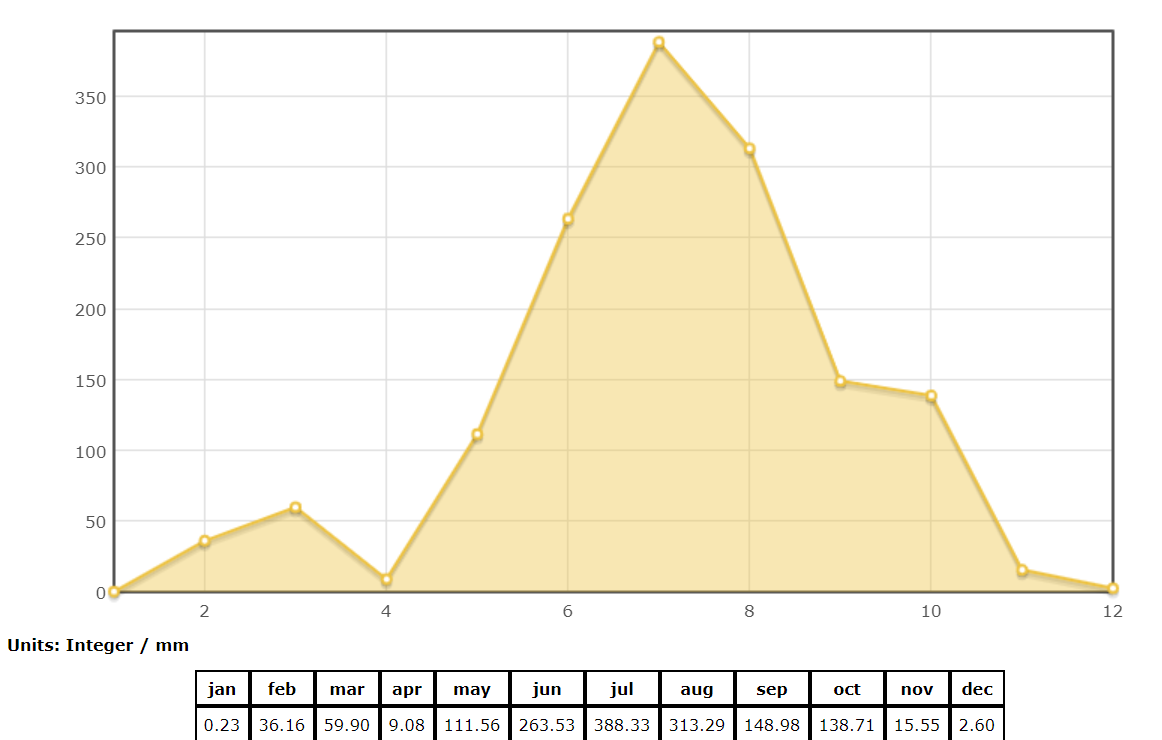 350
300
250
200
150
100
50
0
2 4 6 8 10 12
Units: Integer / mm
jan feb mar apr may jun jul aug sep oct nov dec
0.23 36.16 59.90 9.08 111.56 263.53 388.33 313.29 148.98 138.71 15.55 2.60